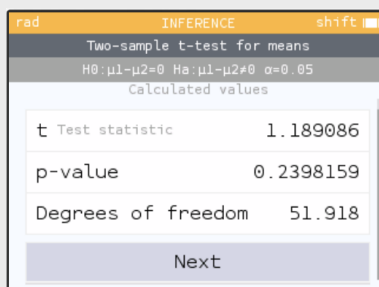 rad INFERENCE shift
Two-sample t-test for means
H0:μ1-μ2=0 Ha:μ1-μ2≠0 α=0.05
Calculated values
t Test statistic 1.189086
p-value 0.2398159
Degrees of freedom 51.918
Next